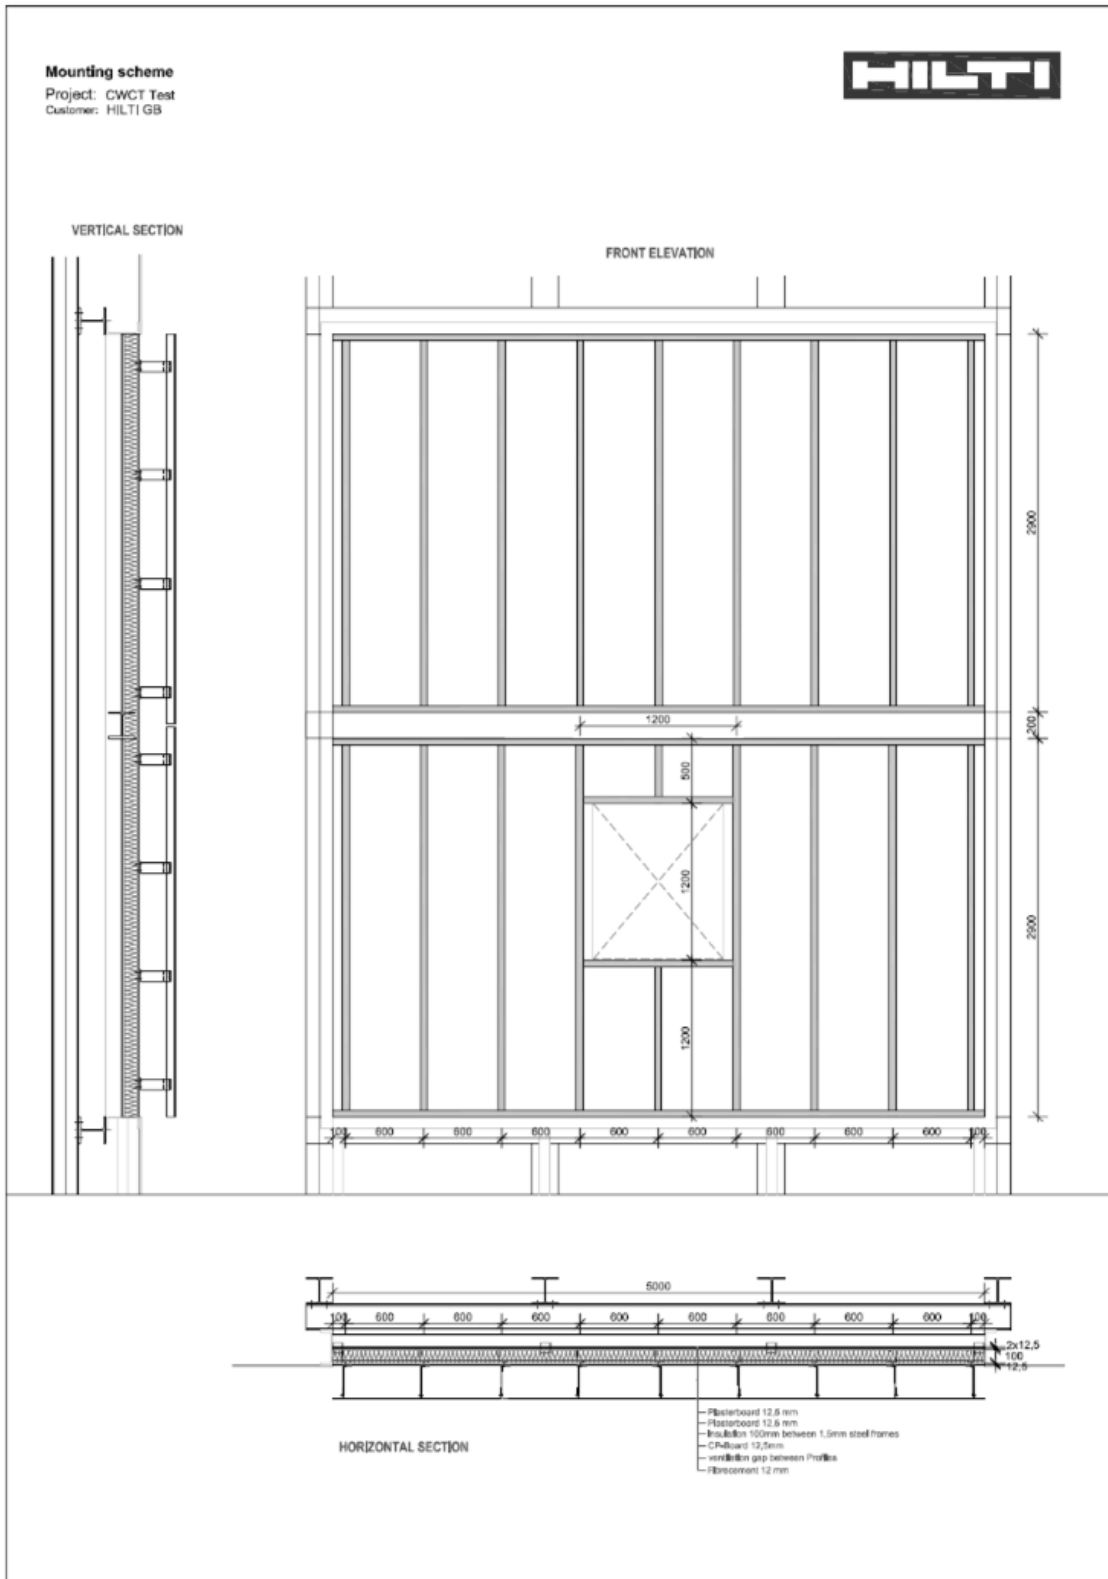 Mounting scheme
Project: CWCT Test
Customer: HILTI GB
HILTI
VERTICAL SECTION
FRONT ELEVATION
2900
1200
200
500
1200
2900
1200
100 600 600 600 600 600 600 600 600 100
5000
100 600 600 600 600 600 600 600 600 100
2x12,5
100
12,5
Plasterboard 12,5 mm
Plasterboard 12,5 mm
Insulation 100mm between 1,5mm steel frames
CP-Board 12,5mm
ventilation gap between Profiles
Fibrecement 12 mm
HORIZONTAL SECTION